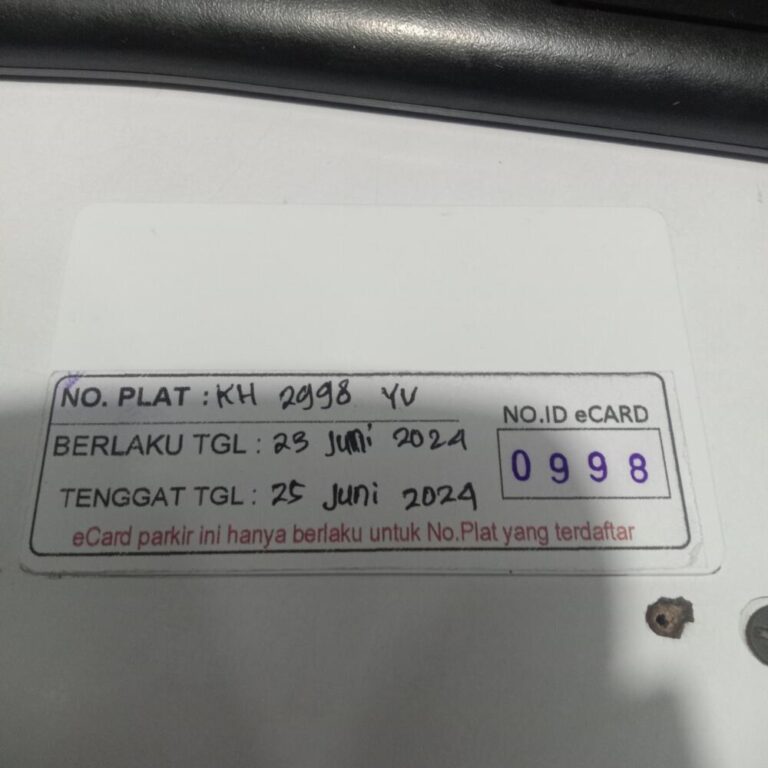 NO. PLAT : KH 2998 YU
BERLAKU TGL : 23 Juni 2024
TENGGAT TGL : 25 Juni 2024
NO.ID eCARD
0998
eCard parkir ini hanya berlaku untuk No.Plat yang terdaftar